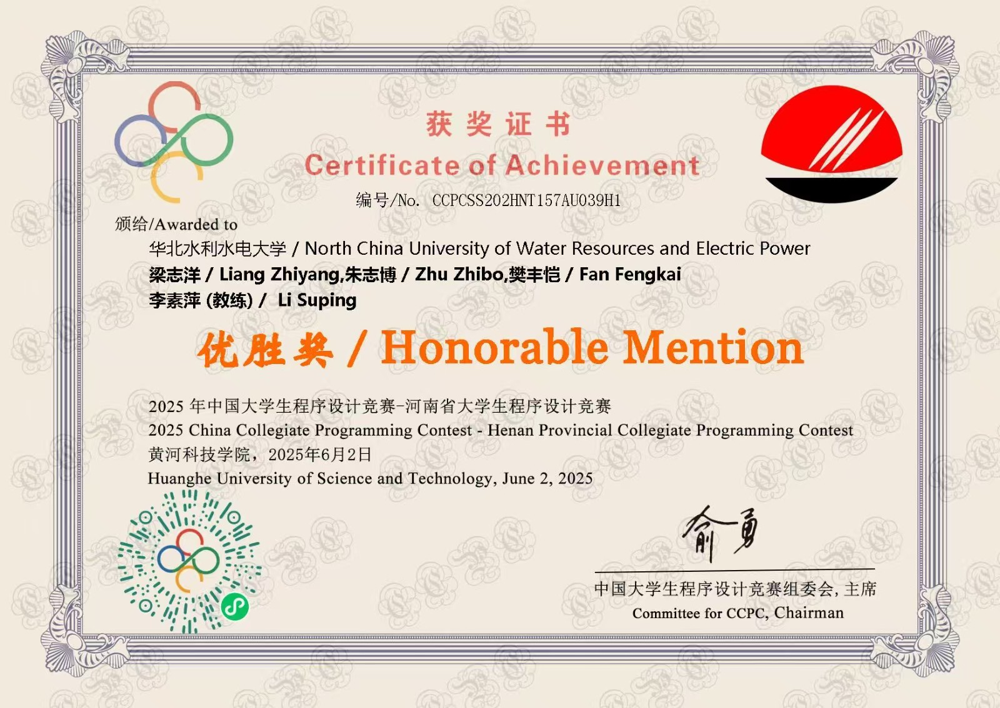 获奖证书
Certificate of Achievement
编号/No. CCPCSS202HNT157AU039H1
颁给/Awarded to
华北水利水电大学 / North China University of Water Resources and Electric Power
梁志洋 / Liang Zhiyang,朱志博 / Zhu Zhibo,樊丰恺 / Fan Fengkai
李素萍 (教练) / Li Suping
优胜奖 / Honorable Mention
2025 年中国大学生程序设计竞赛-河南省大学生程序设计竞赛
2025 China Collegiate Programming Contest - Henan Provincial Collegiate Programming Contest
黄河科技学院，2025年6月2日
Huanghe University of Science and Technology, June 2, 2025
俞勇
中国大学生程序设计竞赛组委会, 主席
Committee for CCPC, Chairman